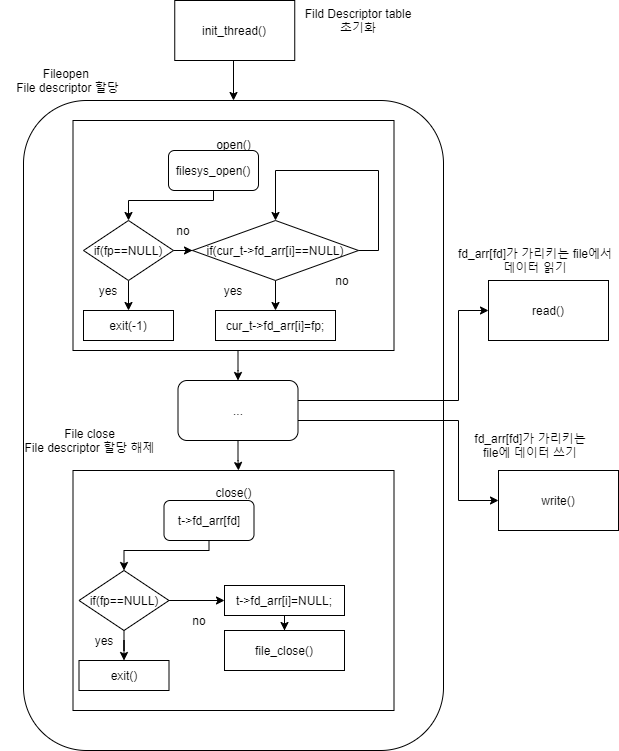 init_thread()
Fild Descriptor table
초기화
Fileopen
File descriptor 할당
open()
filesys_open()
if(fp==NULL)
no
if(cur_t->fd_arr[i]==NULL)
no
yes
yes
exit(-1)
cur_t->fd_arr[i]=fp;
fd_arr[fd]가 가리키는 file에서
데이터 읽기
read()
...
File close
File descriptor 할당 해제
fd_arr[fd]가 가리키는
file에 데이터 쓰기
write()
close()
t->fd_arr[fd]
if(fp==NULL)
no
t->fd_arr[i]=NULL;
yes
file_close()
exit()